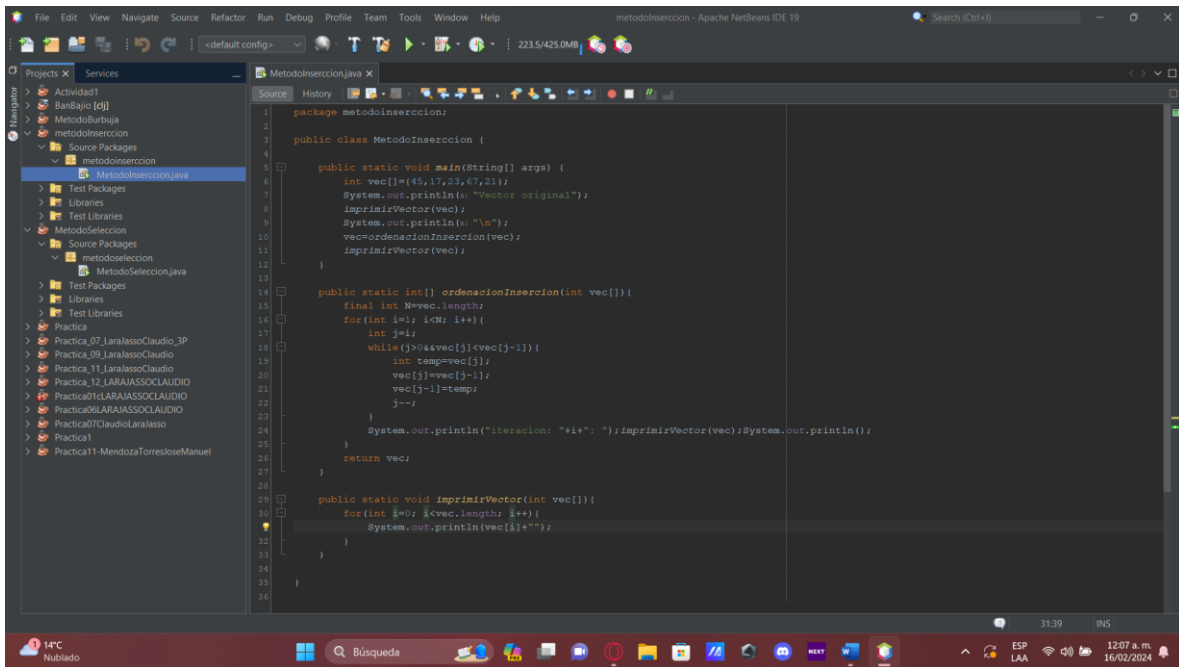 File Edit View Navigate Source Refactor Run Debug Profile Team Tools Window Help
metodoInserccion - Apache NetBeans IDE 19
Search (Ctrl+I)
<default config>
223.5/425.0MB
Projects
Services
Navigator
Actividad1
BanBajio [clj]
MetodoBurbuja
metodoInserccion
Source Packages
metodoinserccion
MetodoInserccion.java
Test Packages
Libraries
Test Libraries
MetodoSeleccion
Source Packages
metodoseleccion
MetodoSeleccion.java
Test Packages
Libraries
Test Libraries
Practica
Practica_07_LaraJassoClaudio_3P
Practica_09_LaraJassoClaudio
Practica_11_LaraJassoClaudio
Practica_12_LARAJASSOCLAUDIO
Practica01cLARAJASSOCLAUDIO
Practica06LARAJASSOCLAUDIO
Practica07ClaudioLaraJasso
Practica1
Practica11-MendozaTorresJoseManuel
MetodoInserccion.java
Source History
1 package metodoinserccion;
2
3 public class MetodoInserccion {
4
5 public static void main(String[] args) {
6 int vec[]={45,17,23,67,21};
7 System.out.println(x: "Vector original");
8 imprimirVector(vec);
9 System.out.println(x: "\n");
10 vec=ordenacionInsercion(vec);
11 imprimirVector(vec);
12 }
13
14 public static int[] ordenacionInsercion(int vec[]){
15 final int N=vec.length;
16 for(int i=1; i<N; i++){
17 int j=i;
18 while(j>0&&vec[j]<vec[j-1]){
19 int temp=vec[j];
20 vec[j]=vec[j-1];
21 vec[j-1]=temp;
22 j--;
23 }
24 System.out.println("iteracion: "+i+": ");imprimirVector(vec);System.out.println();
25 }
26 return vec;
27 }
28
29 public static void imprimirVector(int vec[]){
30 for(int i=0; i<vec.length; i++){
System.out.println(vec[i]+"");
32 }
33 }
34
35 }
36
31:39
INS
1
14°C
Nublado
Búsqueda
NEXT
ESP
LAA
12:07 a. m.
16/02/2024